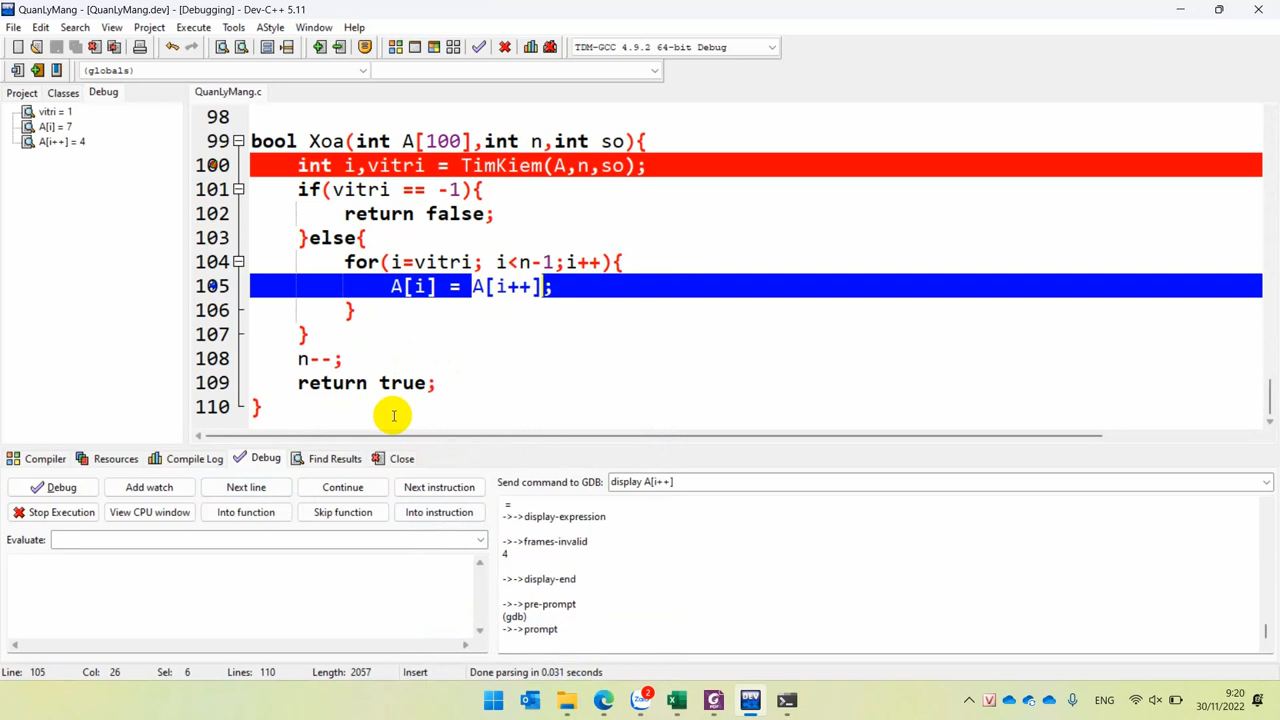 QuanLyMang - [QuanLyMang.dev] - [Debugging] - Dev-C++ 5.11
File Edit Search View Project Execute Tools AStyle Window Help
TDM-GCC 4.9.2 64-bit Debug
(globals)
Project Classes Debug
QuanLyMang.c
vitri = 1
A[i] = 7
A[i++] = 4
98
99 bool Xoa(int A[100],int n,int so){
100 int i,vitri = TimKiem(A,n,so);
101 if(vitri == -1){
102 return false;
103 }else{
104 for(i=vitri; i<n-1;i++){
105 A[i] = A[i++];
106 }
107 }
108 n--;
109 return true;
110 }
Compiler Resources Compile Log Debug Find Results Close
Debug Add watch Next line Continue Next instruction
Stop Execution View CPU window Into function Skip function Into instruction
Evaluate:
Send command to GDB: display A[i++]
=
->->display-expression
->->frames-invalid
4
->->display-end
->->pre-prompt
(gdb)
->->prompt
Line: 105 Col: 26 Sel: 6 Lines: 110 Length: 2057 Insert Done parsing in 0.031 seconds
Zalo 2 DEV
V ENG 9:20
30/11/2022